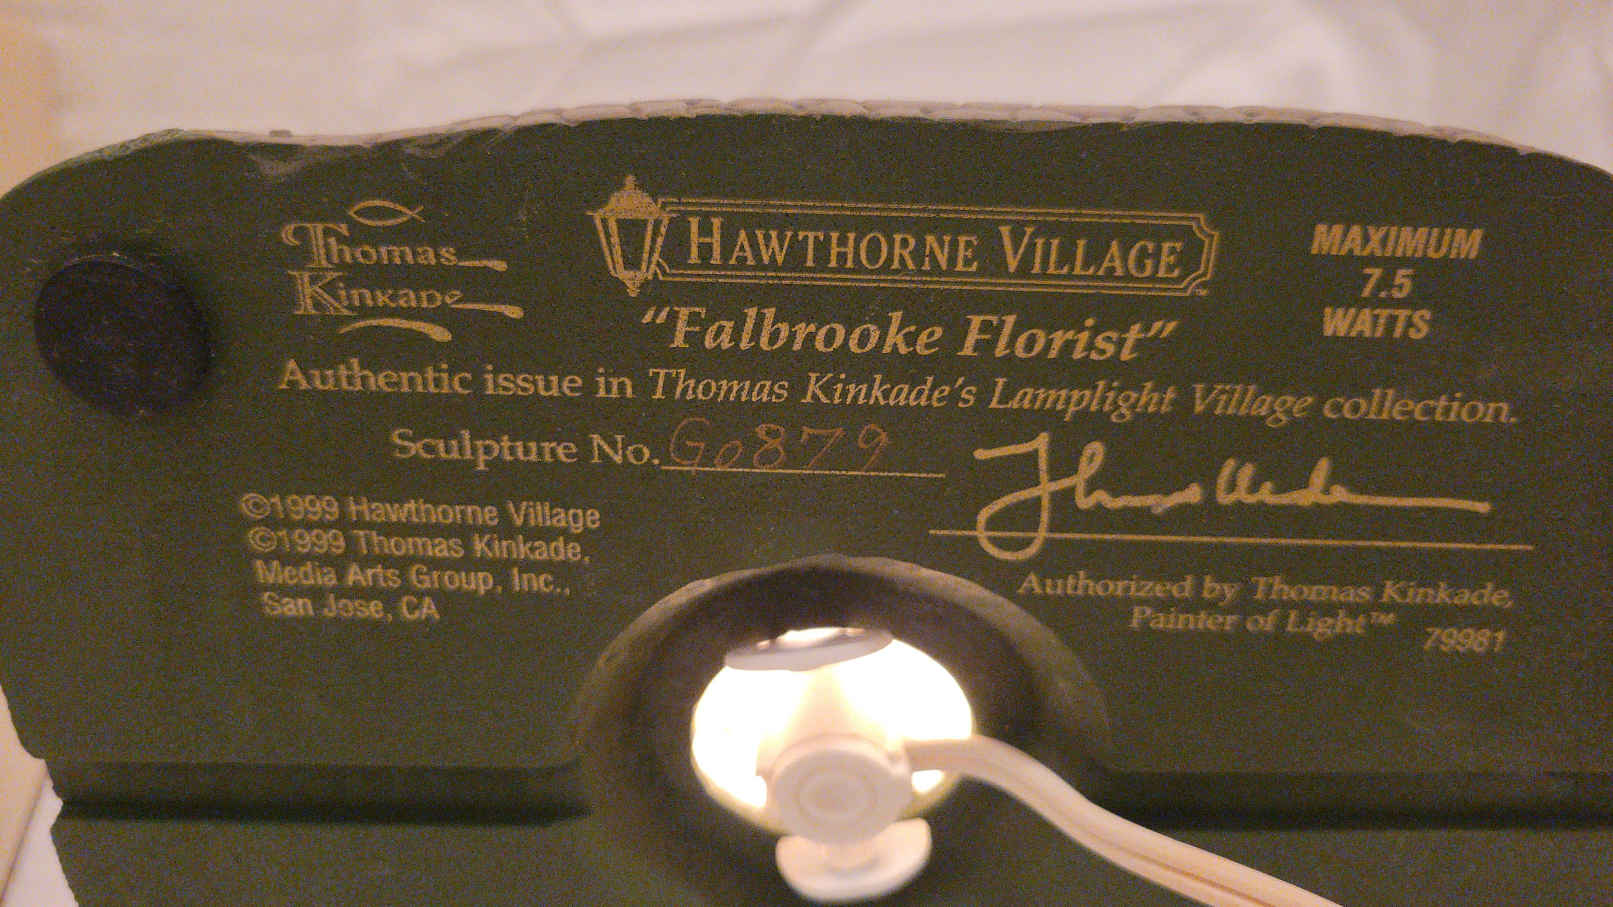 Thomas
Kinkade
HAWTHORNE VILLAGE
MAXIMUM
7.5
WATTS
"Falbrooke Florist"
Authentic issue in Thomas Kinkade's Lamplight Village collection.
Sculpture No. G0879
Thomas Kinkade
©1999 Hawthorne Village
©1999 Thomas Kinkade,
Media Arts Group, Inc.,
San Jose, CA
Authorized by Thomas Kinkade,
Painter of Light™
79981